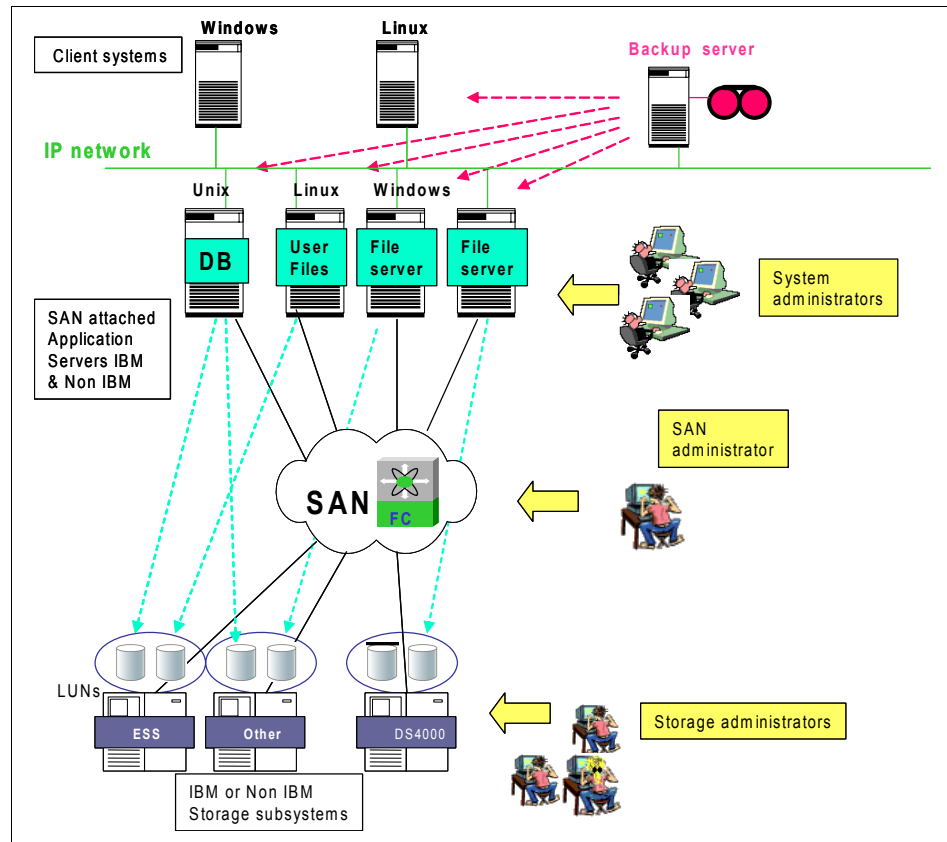 Windows
Linux
Client systems
Backup server
IP network
Unix
Linux
Windows
DB
User
Files
File
server
File
server
System
administrators
SAN attached
Application
Servers IBM
& Non IBM
SAN
administrator
SAN
FC
LUNs
ESS
Other
DS4000
Storage administrators
IBM or Non IBM
Storage subsystems